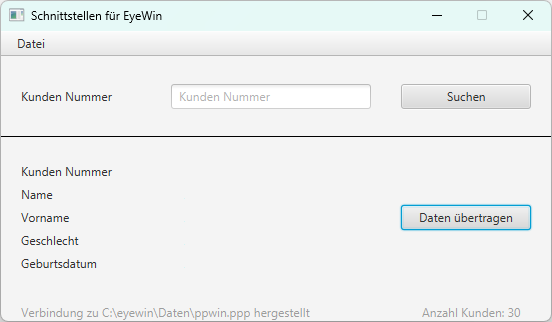 Schnittstellen für EyeWin
Datei
Kunden Nummer Kunden Nummer Suchen
Kunden Nummer
Name
Vorname Daten übertragen
Geschlecht
Geburtsdatum
Verbindung zu C:\eyewin\Daten\ppwin.ppp hergestellt Anzahl Kunden: 30